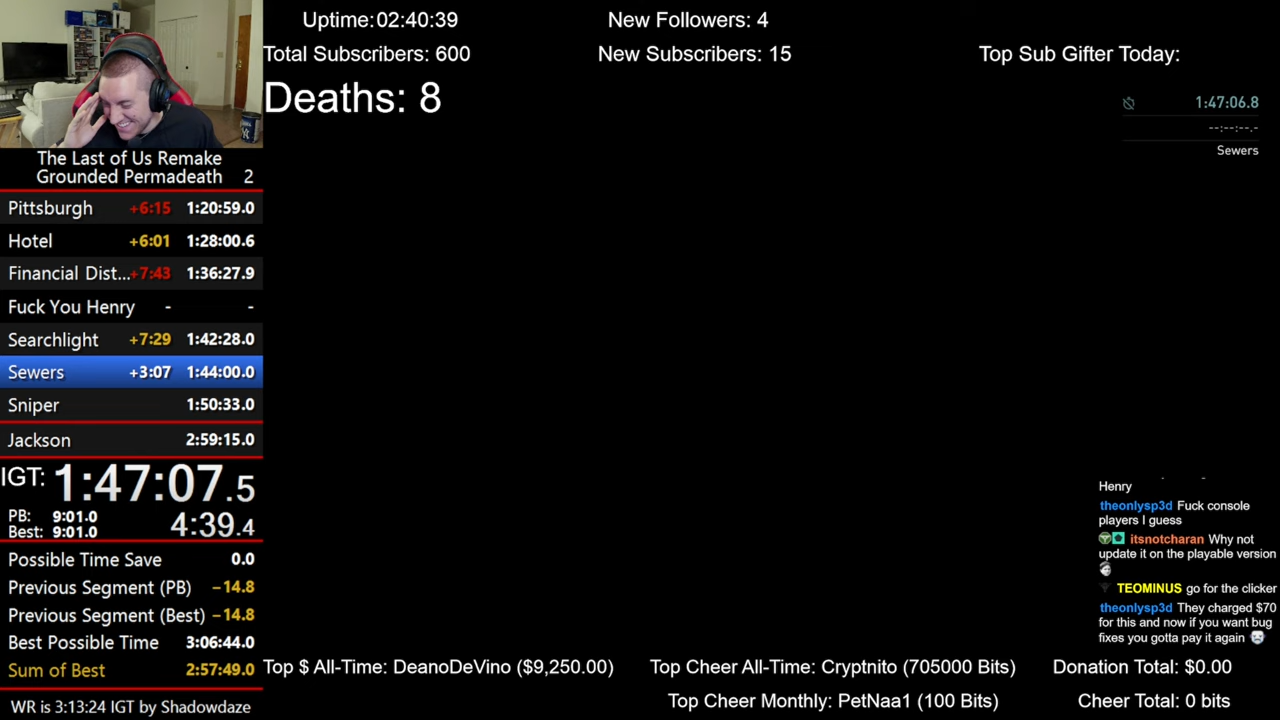 Uptime: 02:40:39
New Followers: 4
Total Subscribers: 600
New Subscribers: 15
Top Sub Gifter Today:
Deaths: 8
1:47:06.8
--:--:--.-
Sewers
The Last of Us Remake
Grounded Permadeath 2
Pittsburgh +6:15 1:20:59.0
Hotel +6:01 1:28:00.6
Financial Dist... +7:43 1:36:27.9
Fuck You Henry - -
Searchlight +7:29 1:42:28.0
Sewers +3:07 1:44:00.0
Sniper 1:50:33.0
Jackson 2:59:15.0
IGT: 1:47:07.5
PB: 9:01.0
Best: 9:01.0
4:39.4
Possible Time Save 0.0
Previous Segment (PB) −14.8
Previous Segment (Best) −14.8
Best Possible Time 3:06:44.0
Sum of Best 2:57:49.0
WR is 3:13:24 IGT by Shadowdaze
Henry
theonlysp3d Fuck console
players I guess
itsnotcharan Why not
update it on the playable version
TEOMINUS go for the clicker
theonlysp3d They charged $70
for this and now if you want bug
fixes you gotta pay it again
Top $ All-Time: DeanoDeVino ($9,250.00)
Top Cheer All-Time: Cryptnito (705000 Bits)
Donation Total: $0.00
Top Cheer Monthly: PetNaa1 (100 Bits)
Cheer Total: 0 bits